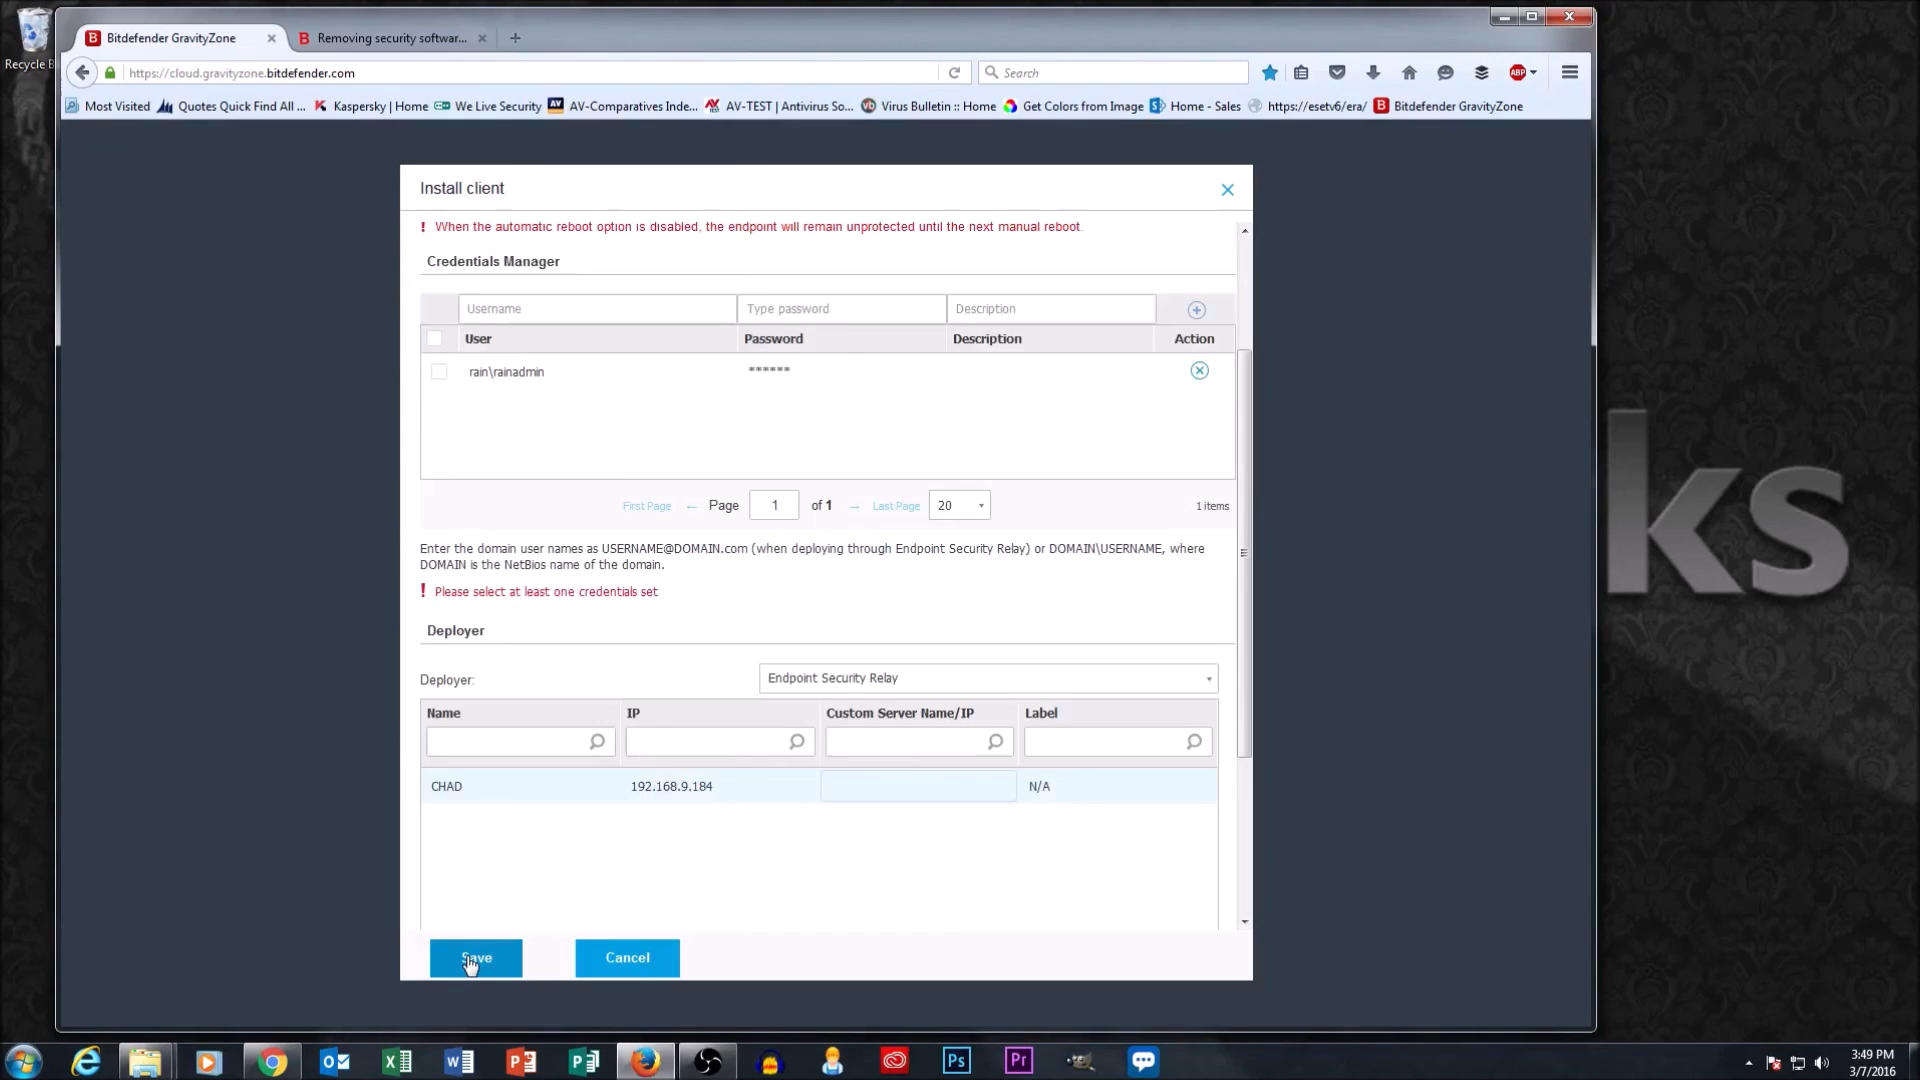 Recycle B
Bitdefender GravityZone
Removing security softwar...
https://cloud.gravityzone.bitdefender.com
Search
ABP
Most Visited
Quotes Quick Find All ...
Kaspersky | Home
We Live Security
AV-Comparatives Inde...
AV-TEST | Antivirus So...
Virus Bulletin :: Home
Get Colors from Image
Home - Sales
https://esetv6/era/
Bitdefender GravityZone
Install client
! When the automatic reboot option is disabled, the endpoint will remain unprotected until the next manual reboot.
Credentials Manager
Username
Type password
Description
User
Password
Description
Action
rain\rainadmin
******
First Page
Page
1
of 1
Last Page
20
1 items
Enter the domain user names as USERNAME@DOMAIN.com (when deploying through Endpoint Security Relay) or DOMAIN\USERNAME, where
DOMAIN is the NetBios name of the domain.
! Please select at least one credentials set
Deployer
Deployer:
Endpoint Security Relay
Name
IP
Custom Server Name/IP
Label
CHAD
192.168.9.184
N/A
Save
Cancel
ks
3:49 PM
3/7/2016